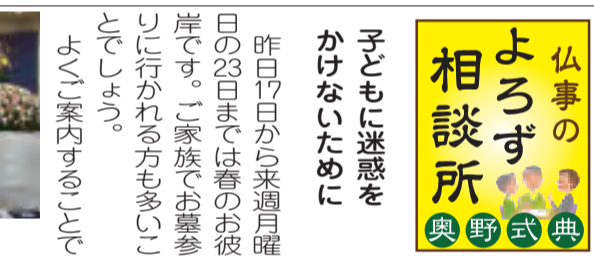 仏事の
よろず
相談所
奥野式典
子どもに迷惑を
かけないために
昨日17日から来週月曜
日の23日までは春のお彼
岸です。ご家族でお墓参
りに行かれる方も多いこ
とでしょう。
よくご案内することで